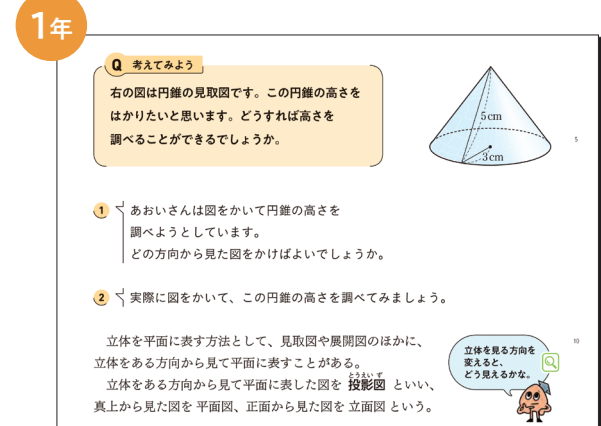 1年
Q 考えてみよう
右の図は円錐の見取図です。この円錐の高さを
はかりたいと思います。どうすれば高さを
調べることができるでしょうか。
5cm
3cm
5
1 あおいさんは図をかいて円錐の高さを
調べようとしています。
どの方向から見た図をかけばよいでしょうか。
2 実際に図をかいて、この円錐の高さを調べてみましょう。
立体を平面に表す方法として、見取図や展開図のほかに、
立体をある方向から見て平面に表すことがある。
とうえい ず
立体をある方向から見て平面に表した図を 投影図 といい、
真上から見た図を 平面図、正面から見た図を 立面図 という。
10
立体を見る方向を
変えると、
どう見えるかな。